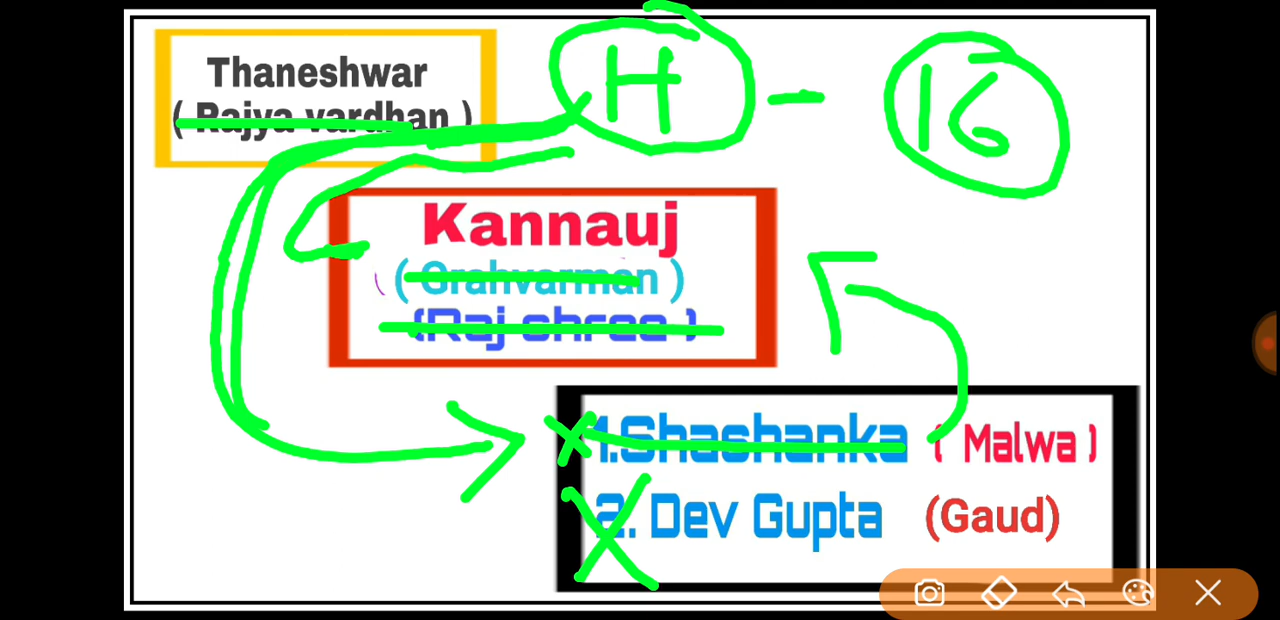 Thaneshwar
( Rajya vardhan )
H - 16
Kannauj
( Grahvarman )
(Raj shree )
1.Shashanka ( Malwa )
2. Dev Gupta (Gaud)